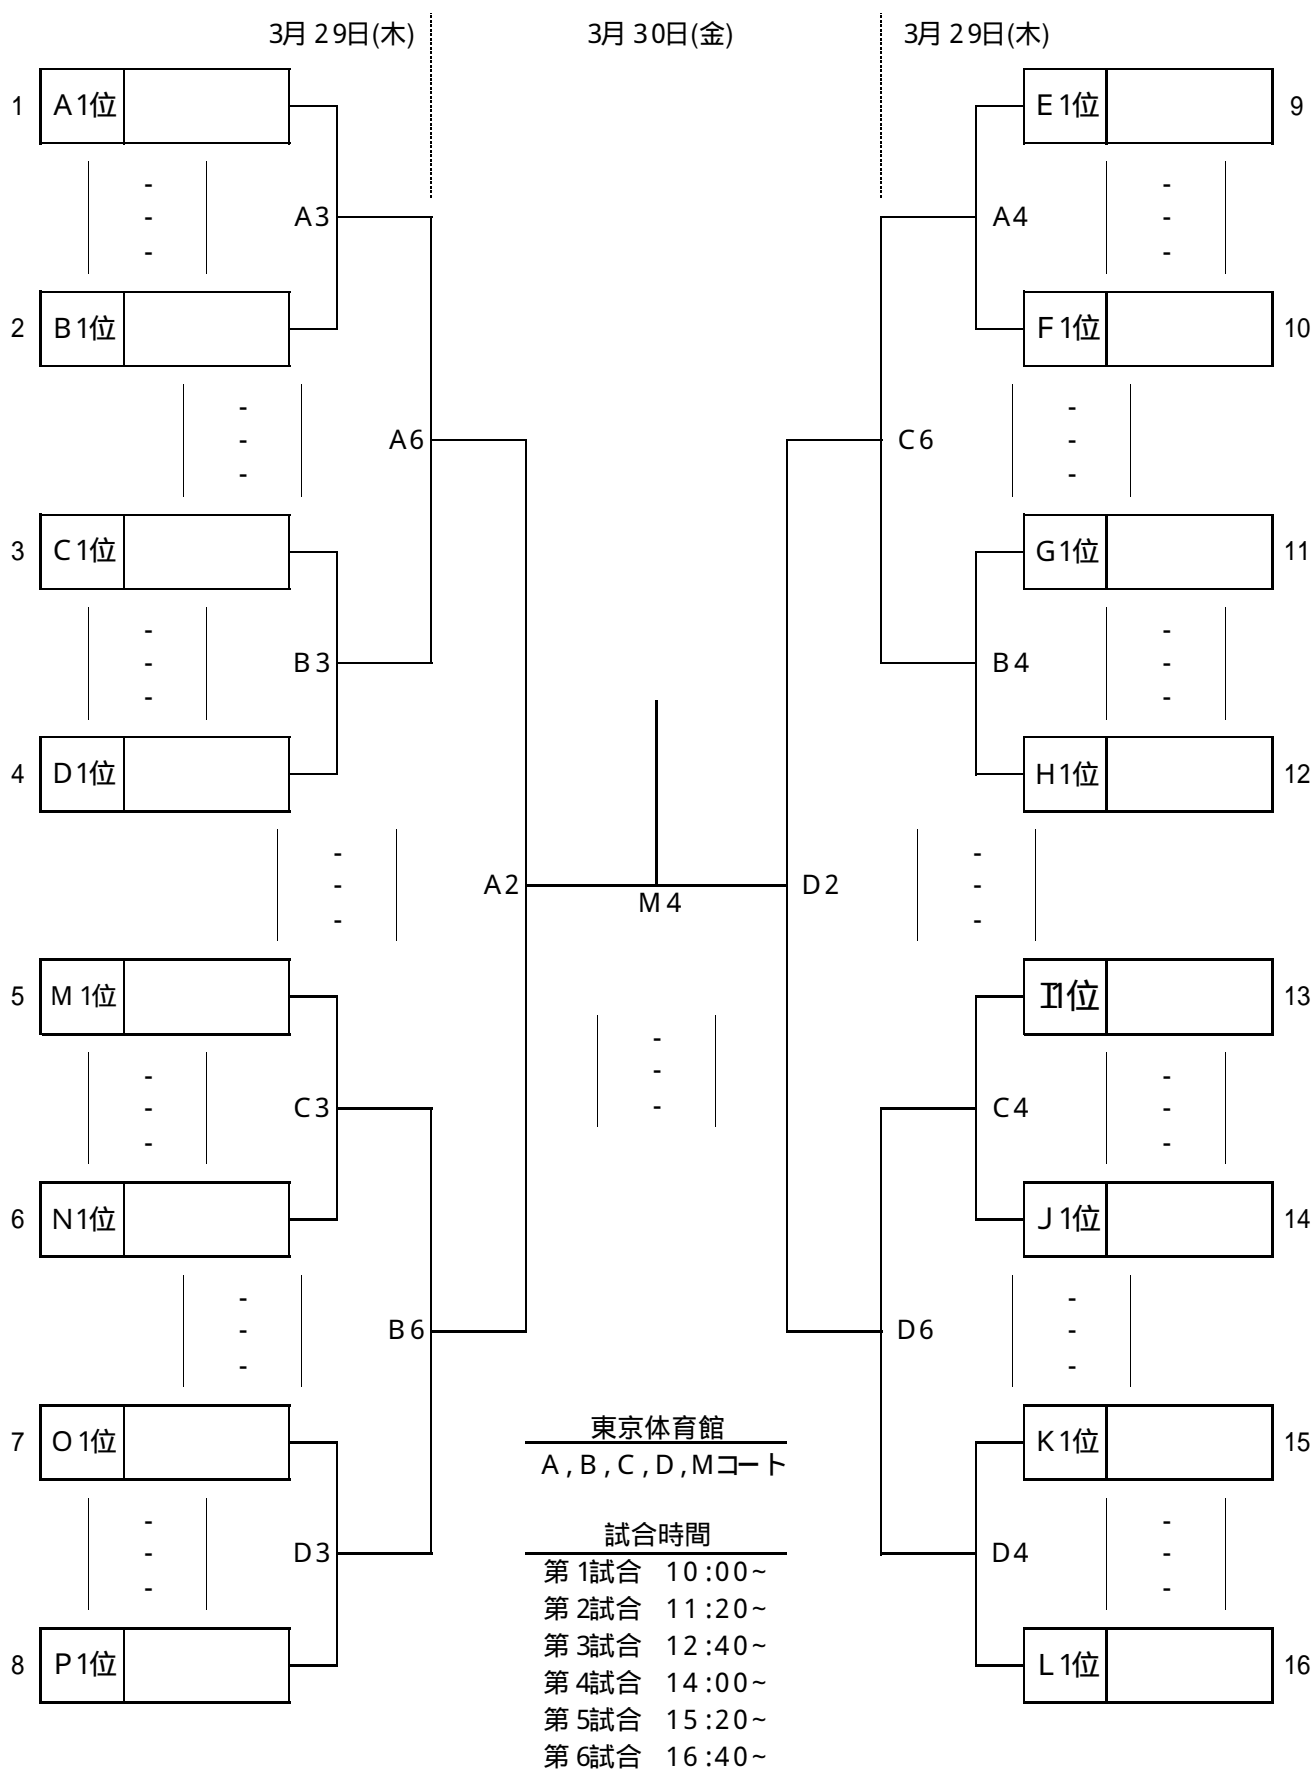 3月29日(木) 3月30日(金) 3月29日(木)
1 A1位 E1位 9
- -
- A3 A4 -
- -
2 B1位 F1位 10
- -
- A6 C6 -
- -
3 C1位 G1位 11
- -
- B3 B4 -
- -
4 D1位 H1位 12
- -
- A2 D2 -
M4
- -
5 M1位 I1位 13
-
-
-
- -
- C3 C4 -
- -
6 N1位 J1位 14
- -
- B6 D6 -
- -
東京体育館
7 O1位 K1位 15
A,B,C,D,Mコート
- -
試合時間
- D3 D4 -
第1試合 10:00~
- -
第2試合 11:20~
第3試合 12:40~
8 P1位 L1位 16
第4試合 14:00~
第5試合 15:20~
第6試合 16:40~